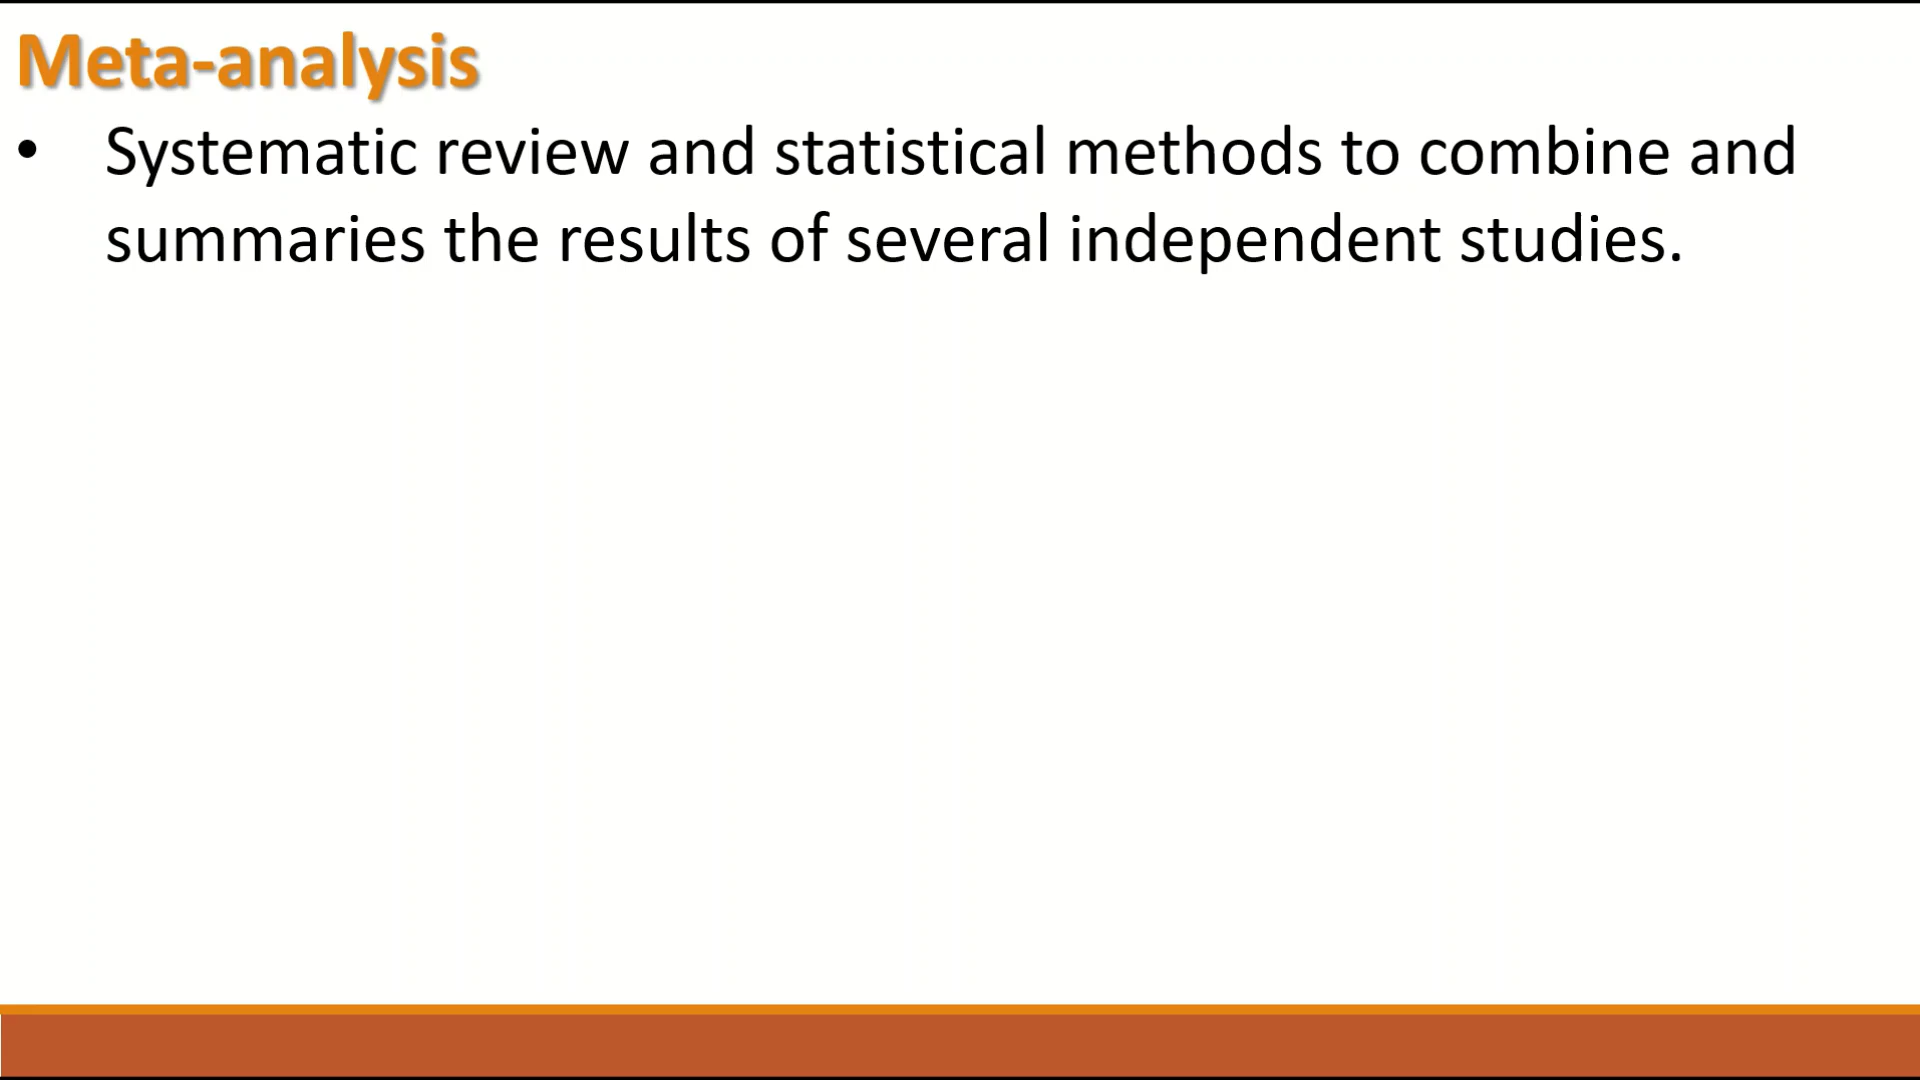 Meta-analysis
• Systematic review and statistical methods to combine and
summaries the results of several independent studies.